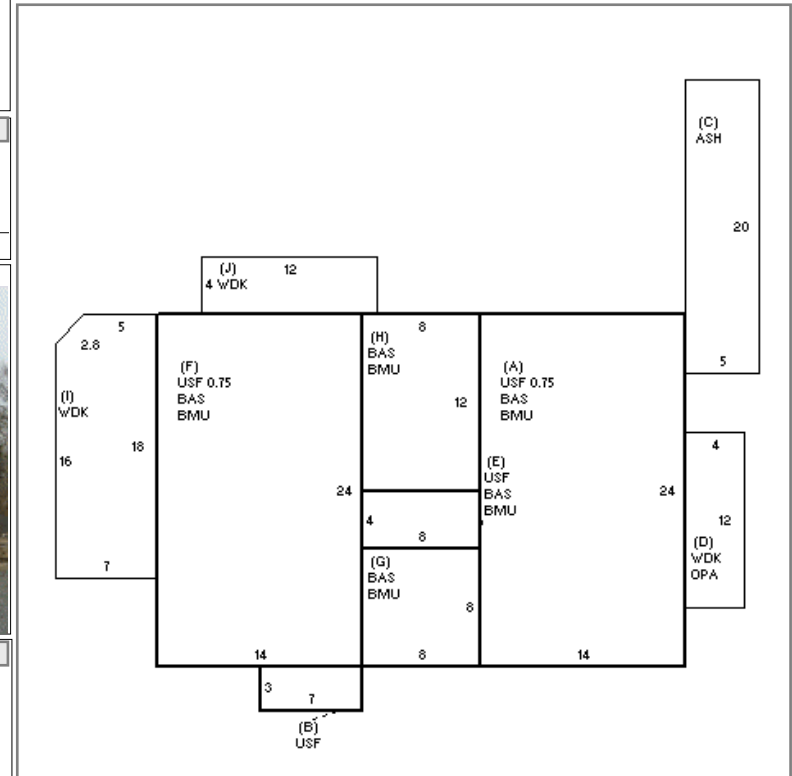 (C)
ASH
20
5
(J) 12
4 WDK
5
2.8
(I)
WDK
16
18
7
(F)
USF 0.75
BAS
BMU
24
14
8
(H)
BAS
BMU
12
4
8
(G)
BAS
BMU
8
8
(A)
USF 0.75
BAS
BMU
(E)
USF
BAS
BMU
24
14
4
12
(D)
WDK
OPA
3
7
(B)
USF